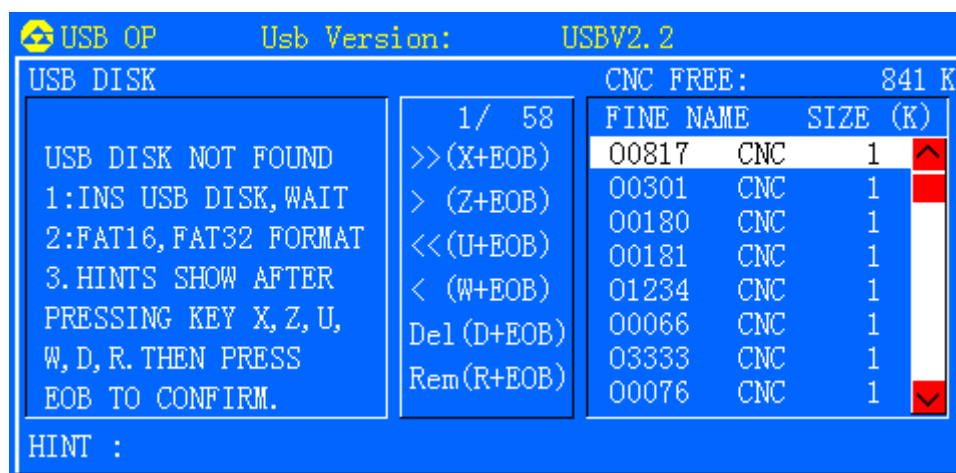 USB OP Usb Version: USBV2.2
USB DISK
CNC FREE: 841 K
USB DISK NOT FOUND
1:INS USB DISK,WAIT
2:FAT16,FAT32 FORMAT
3.HINTS SHOW AFTER
PRESSING KEY X,Z,U,
W,D,R.THEN PRESS
EOB TO CONFIRM.
1/ 58
>>(X+EOB)
> (Z+EOB)
<<(U+EOB)
< (W+EOB)
Del(D+EOB)
Rem(R+EOB)
FINE NAME SIZE (K)
O0817 CNC 1
O0301 CNC 1
O0180 CNC 1
O0181 CNC 1
O1234 CNC 1
O0066 CNC 1
O3333 CNC 1
O0076 CNC 1
HINT :